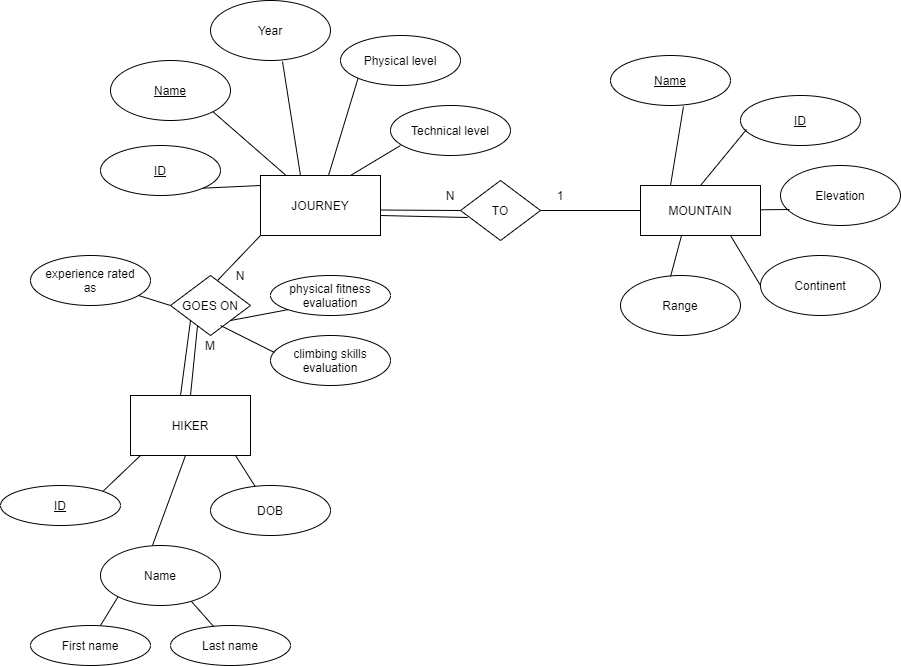 Year
Physical level
Name
Technical level
ID
JOURNEY
N
TO
1
Name
ID
Elevation
MOUNTAIN
Continent
Range
experience rated
as
N
GOES ON
physical fitness
evaluation
M
climbing skills
evaluation
HIKER
ID
DOB
Name
First name
Last name